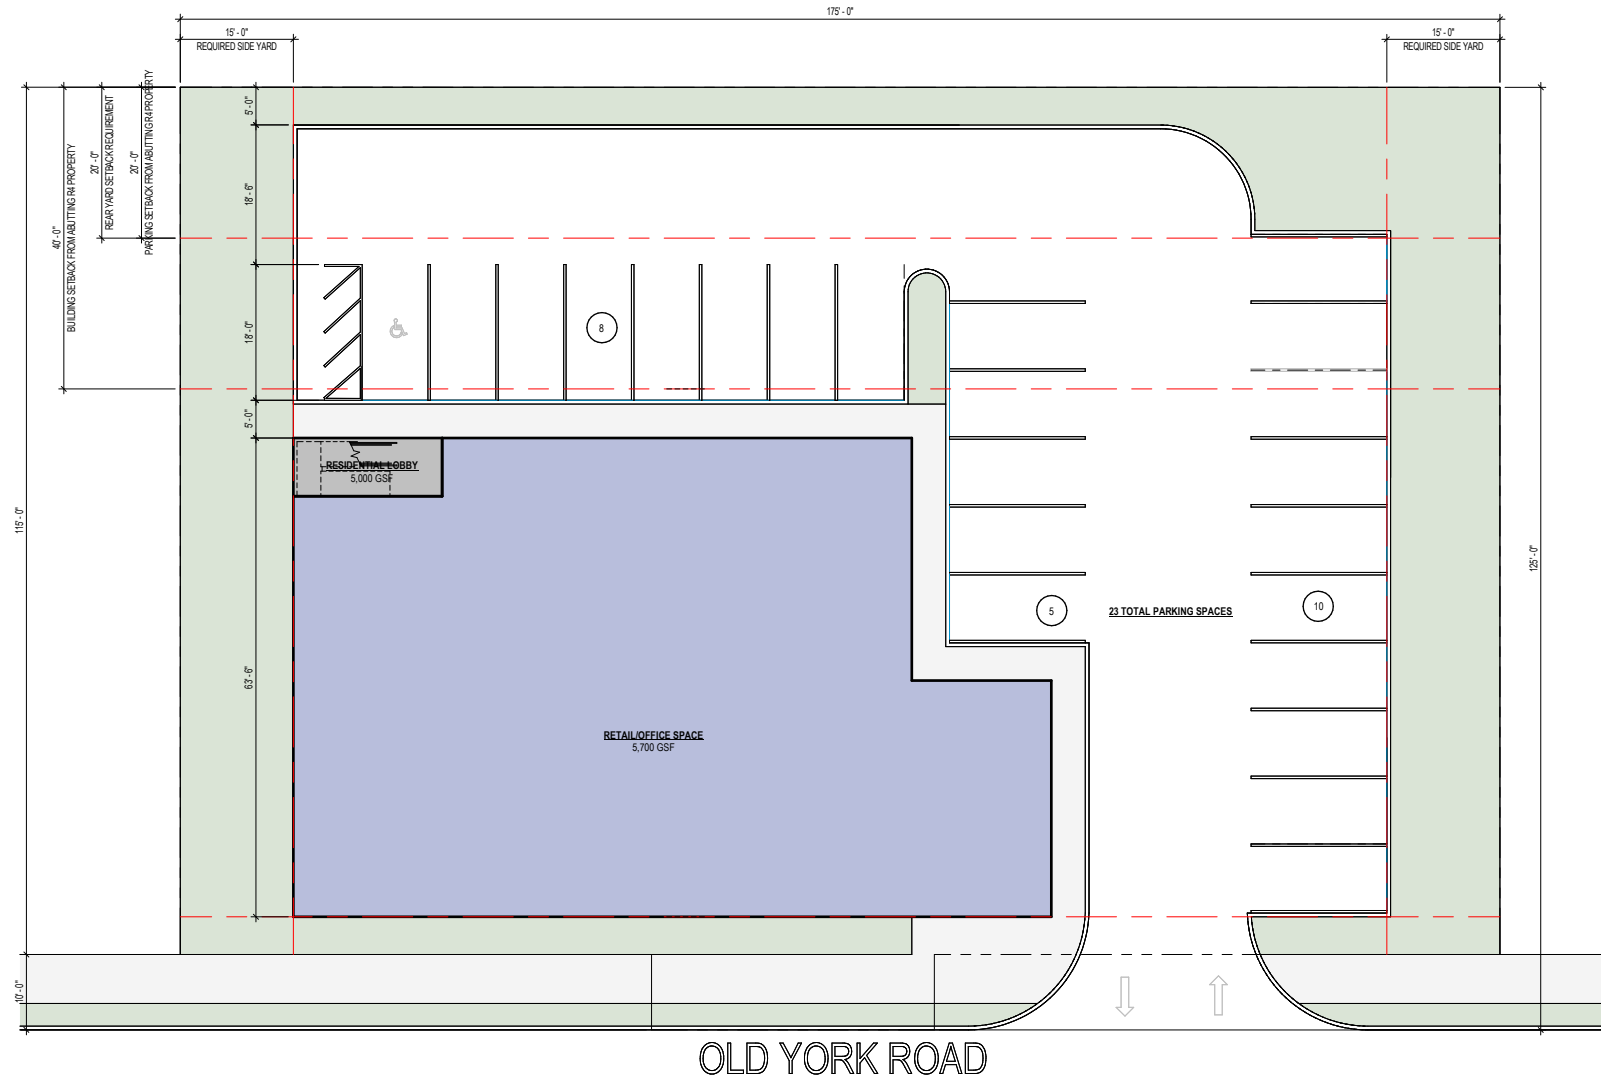 175' - 0"
15' - 0"
REQUIRED SIDE YARD
15' - 0"
REQUIRED SIDE YARD
40' - 0"
BUILDING SETBACK FROM ABUTTING R4 PROPERTY
20' - 0"
REAR YARD SETBACK REQUIREMENT
20' - 0"
PARKING SETBACK FROM ABUTTING R4 PROPERTY
5' - 0"
18' - 6"
18' - 0"
5' - 0"
63' - 6"
115' - 0"
10' - 0"
125' - 0"
8
RESIDENTIAL LOBBY
5,000 GSF
5
23 TOTAL PARKING SPACES
10
RETAIL/OFFICE SPACE
5,700 GSF
OLD YORK ROAD